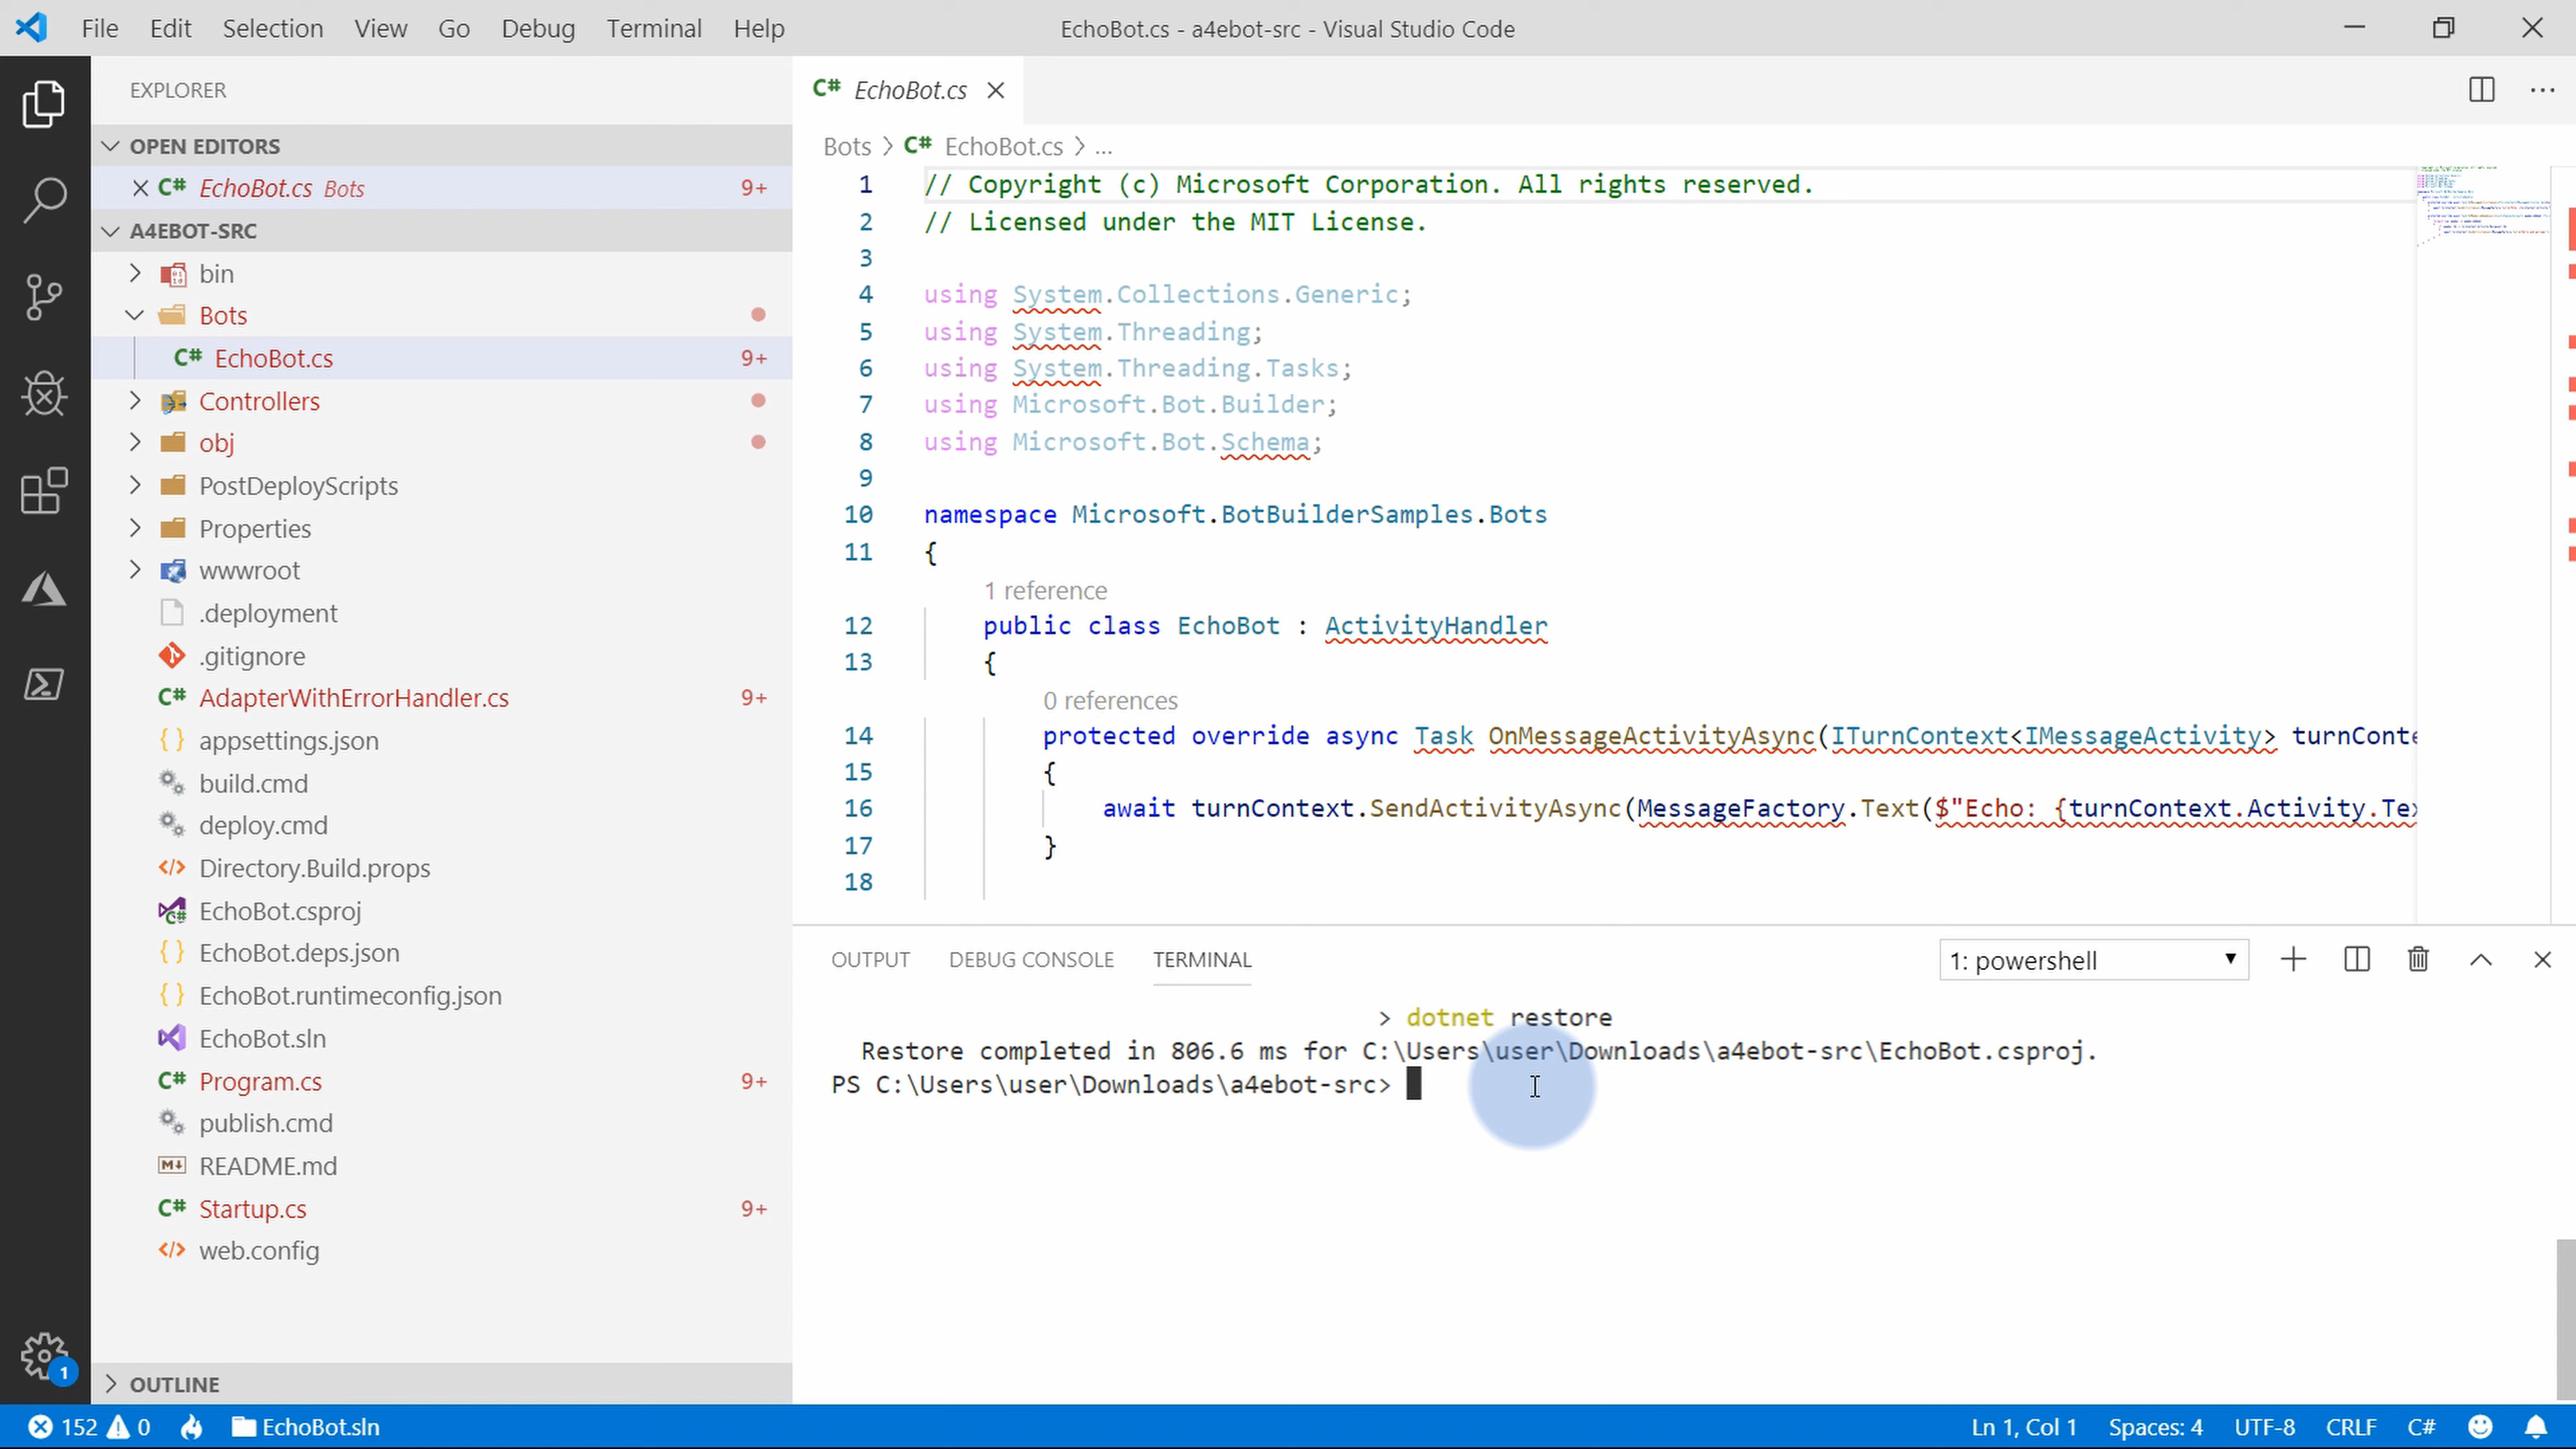 File Edit Selection View Go Debug Terminal Help
EchoBot.cs - a4ebot-src - Visual Studio Code
EXPLORER
OPEN EDITORS
C# EchoBot.cs Bots 9+
A4EBOT-SRC
bin
Bots
C# EchoBot.cs 9+
Controllers
obj
PostDeployScripts
Properties
wwwroot
.deployment
.gitignore
C# AdapterWithErrorHandler.cs 9+
{ } appsettings.json
build.cmd
deploy.cmd
</> Directory.Build.props
EchoBot.csproj
{ } EchoBot.deps.json
{ } EchoBot.runtimeconfig.json
EchoBot.sln
C# Program.cs 9+
publish.cmd
README.md
C# Startup.cs 9+
</> web.config
OUTLINE
C# EchoBot.cs
Bots > C# EchoBot.cs > ...
1 // Copyright (c) Microsoft Corporation. All rights reserved.
2 // Licensed under the MIT License.
3
4 using System.Collections.Generic;
5 using System.Threading;
6 using System.Threading.Tasks;
7 using Microsoft.Bot.Builder;
8 using Microsoft.Bot.Schema;
9
10 namespace Microsoft.BotBuilderSamples.Bots
11 {
1 reference
12 public class EchoBot : ActivityHandler
13 {
0 references
14 protected override async Task OnMessageActivityAsync(ITurnContext<IMessageActivity> turnConte
15 {
16 await turnContext.SendActivityAsync(MessageFactory.Text($"Echo: {turnContext.Activity.Tex
17 }
18
OUTPUT DEBUG CONSOLE TERMINAL
1: powershell
> dotnet restore
Restore completed in 806.6 ms for C:\Users\user\Downloads\a4ebot-src\EchoBot.csproj.
PS C:\Users\user\Downloads\a4ebot-src>
1
152 0 EchoBot.sln
Ln 1, Col 1 Spaces: 4 UTF-8 CRLF C#